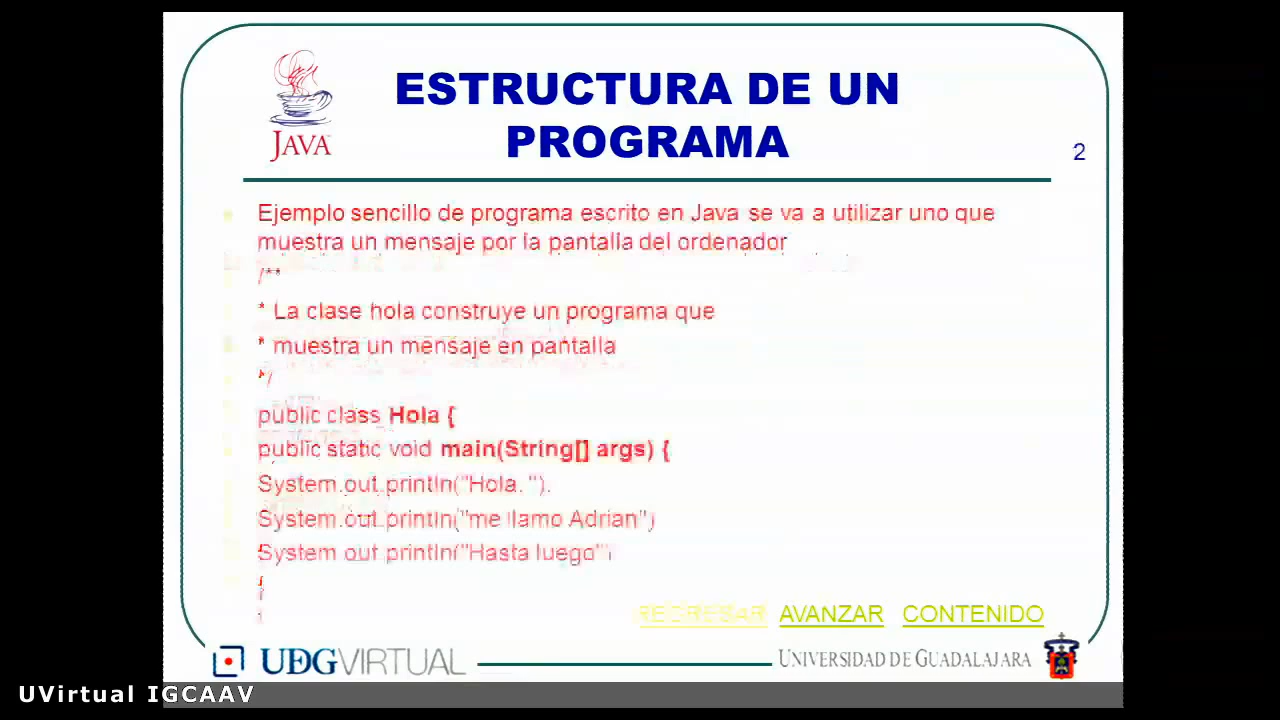 JAVA
ESTRUCTURA DE UN
PROGRAMA
2
Ejemplo sencillo de programa escrito en Java se va a utilizar uno que
muestra un mensaje por la pantalla del ordenador
/**
* La clase hola construye un programa que
* muestra un mensaje en pantalla
*/
public class Hola {
public static void main(String[] args) {
System.out.println("Hola, ");
System.out.println("me llamo Adrian")
System.out.println("Hasta luego")
REGRESAR AVANZAR CONTENIDO
UDGVIRTUAL
UNIVERSIDAD DE GUADALAJARA
UVirtual IGCAAV